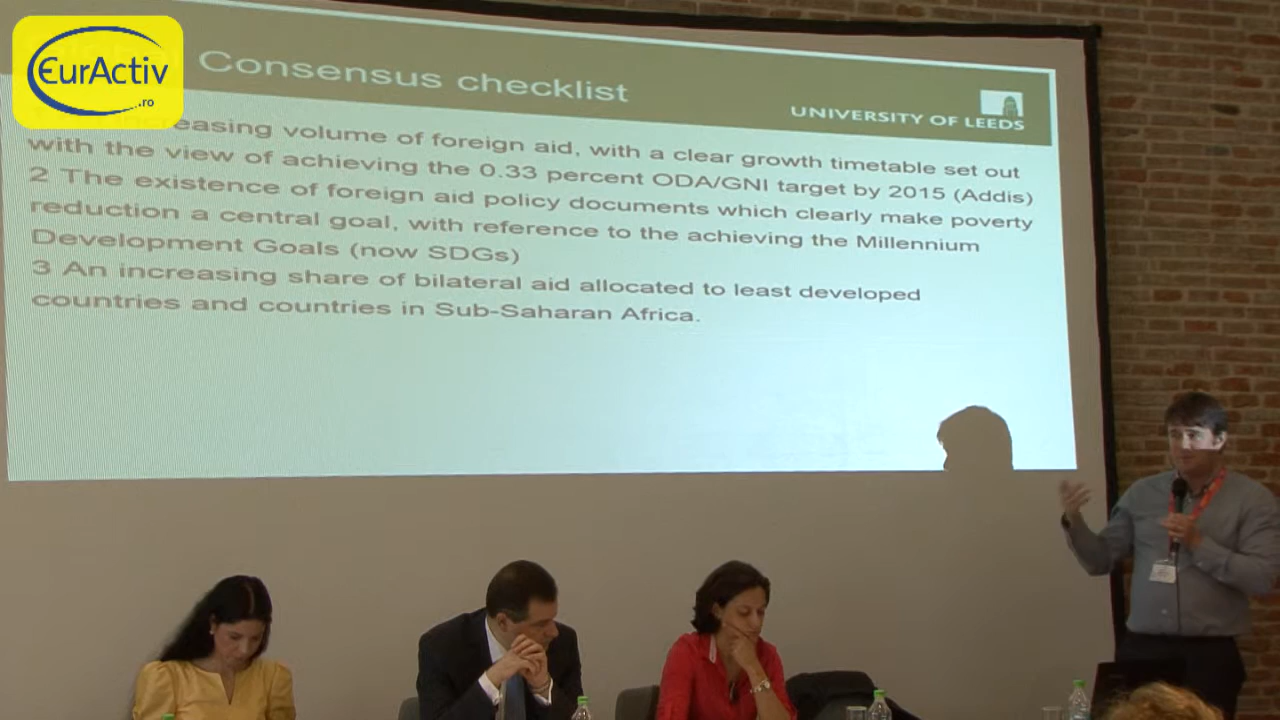 EurActiv
.ro
Consensus checklist
UNIVERSITY OF LEEDS
increasing volume of foreign aid, with a clear growth timetable set out
with the view of achieving the 0.33 percent ODA/GNI target by 2015 (Addis)
2 The existence of foreign aid policy documents which clearly make poverty
reduction a central goal, with reference to the achieving the Millennium
Development Goals (now SDGs)
3 An increasing share of bilateral aid allocated to least developed
countries and countries in Sub-Saharan Africa.